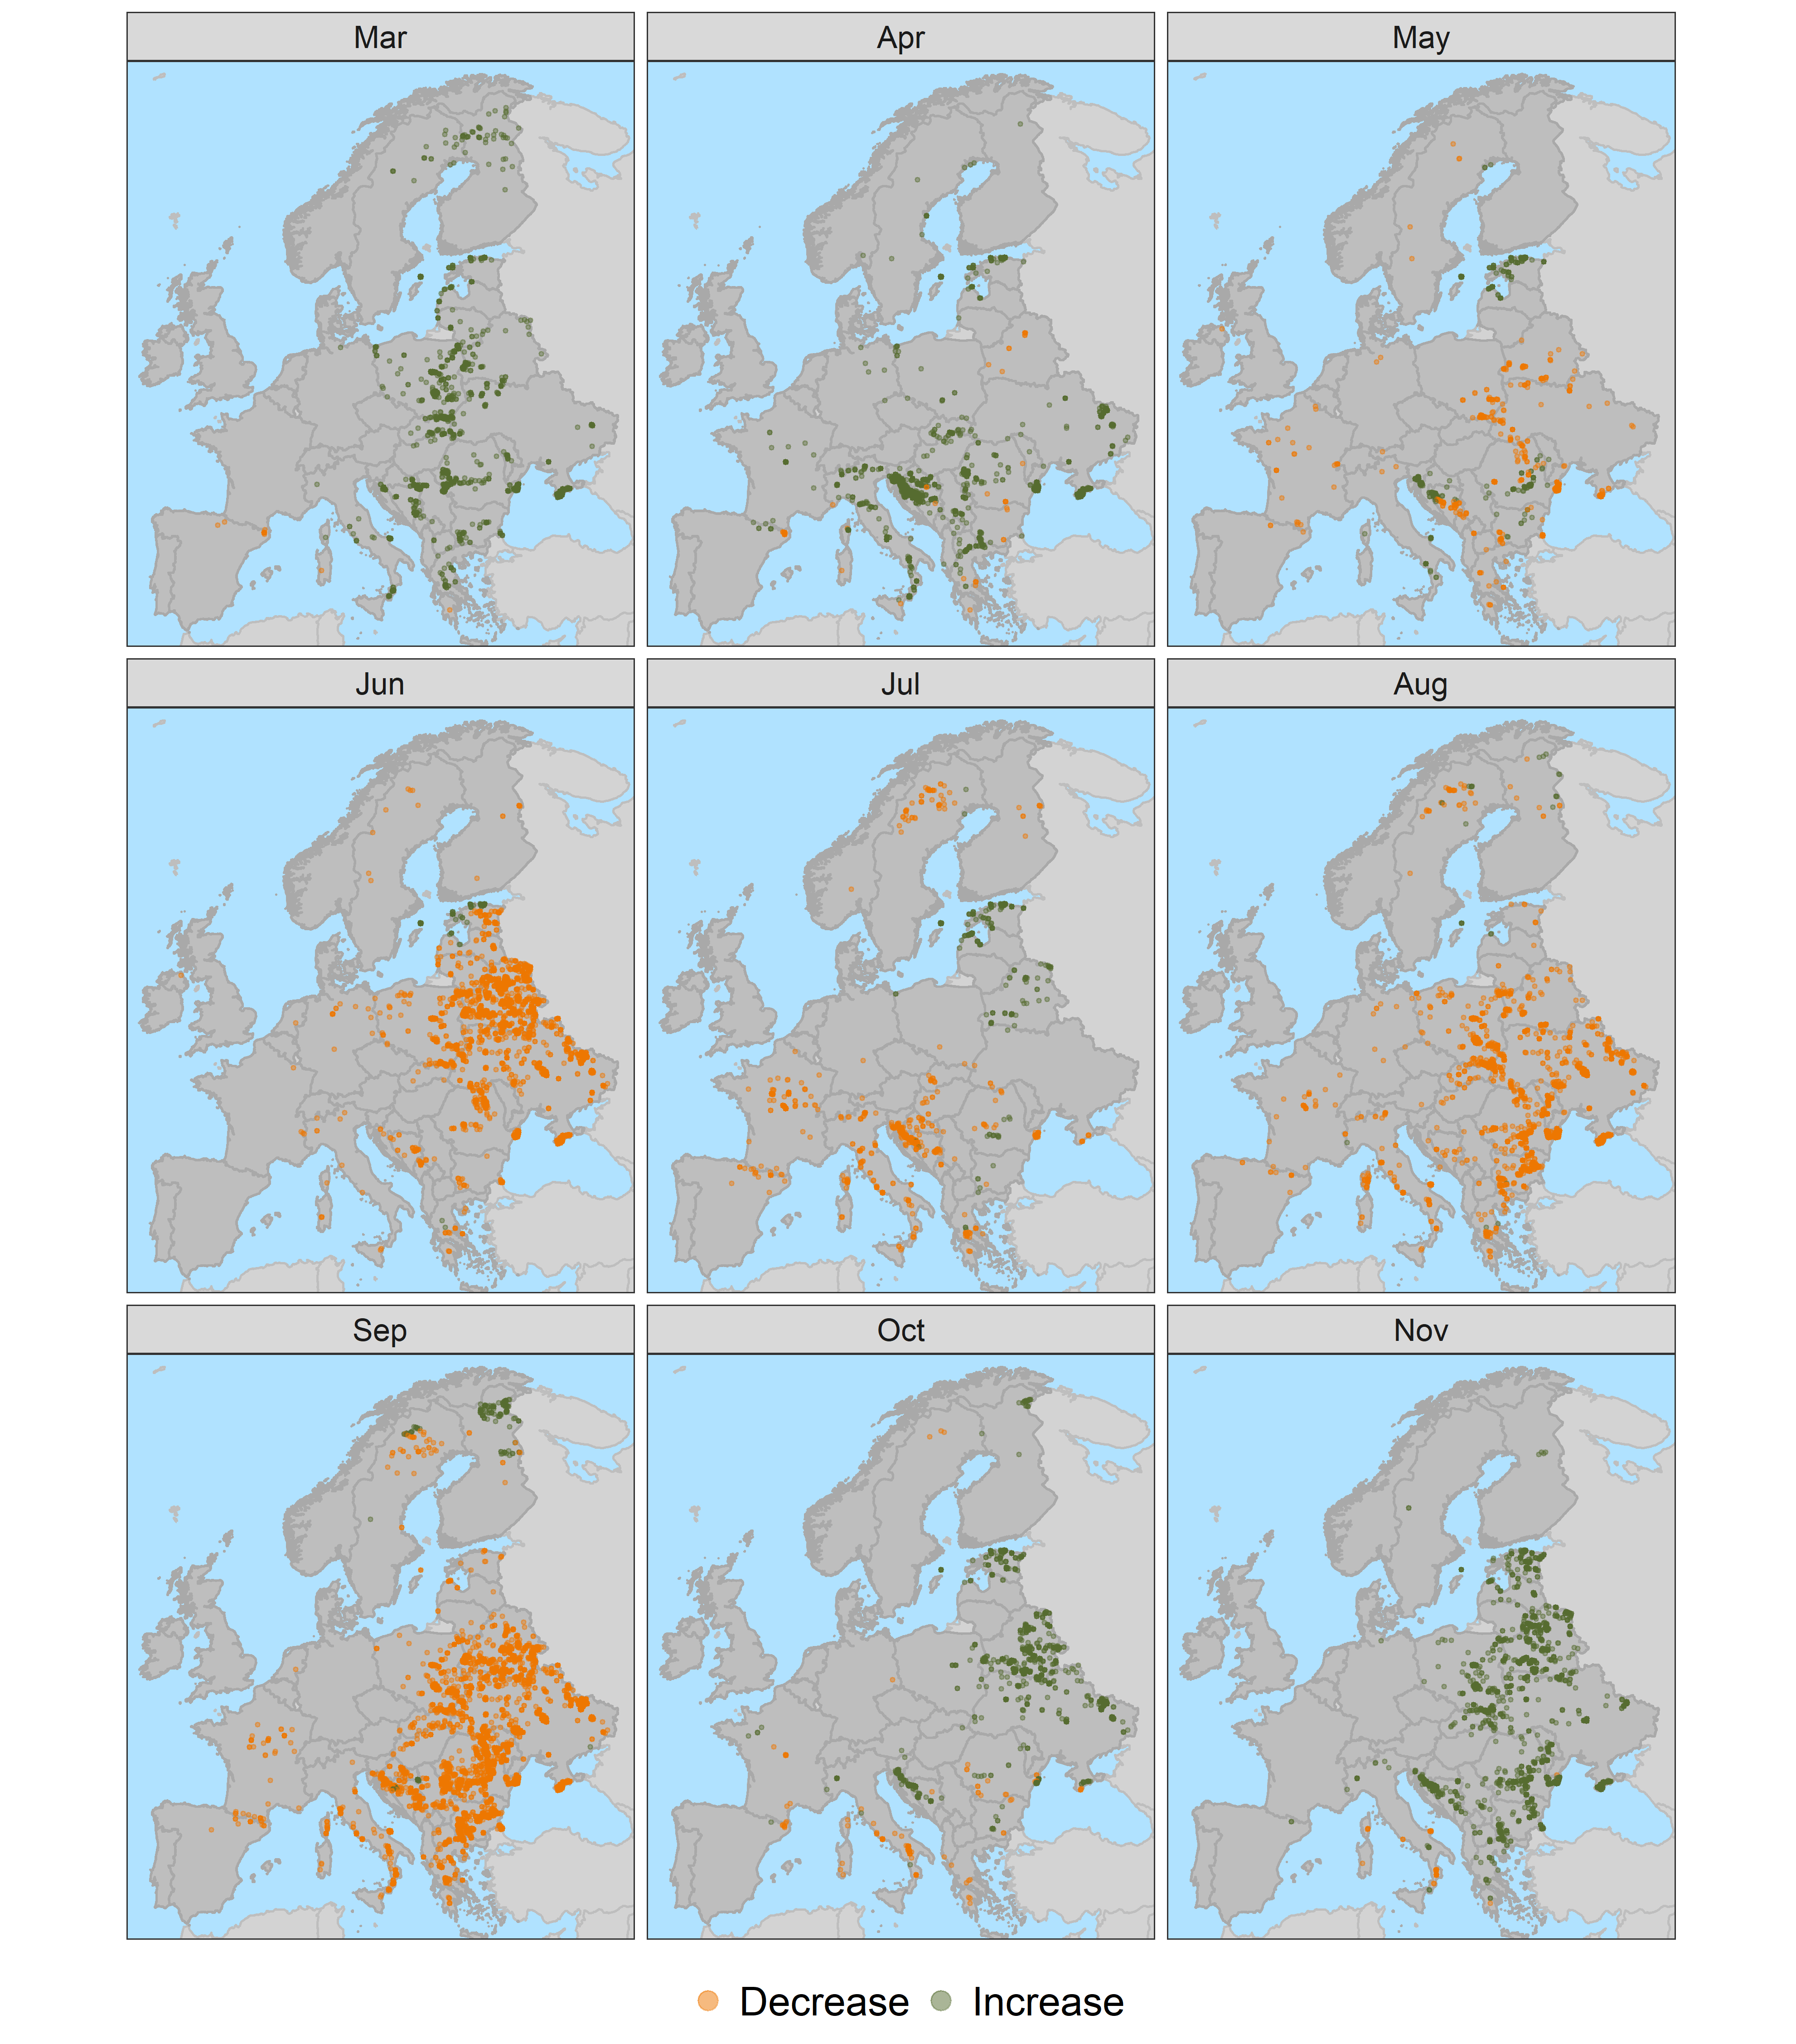 Mar Apr May
Jun Jul Aug
Sep Oct Nov
Decrease Increase